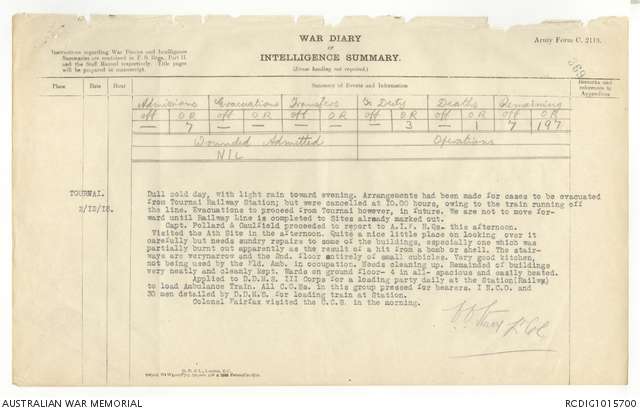 WAR DIARY
or
INTELLIGENCE SUMMARY.
(Erase heading not required.)
Army Form C. 2118.
Instructions regarding War Diaries and Intelligence
Summaries are contained in F. S. Regs., Part II.
and the Staff Manual respectively. Title pages
will be prepared in manuscript.
Place Date Hour Summary of Events and Information Remarks and
references to
Appendices
Admissions Evacuations Transfers To Duty Deaths Remaining
off O R off O R off O R off O R off O R off O R
— 7 — — — — — 3 — 1 7 197
Wounded Admitted Operations
NIL
TOURNAI.
2/12/18.
Dull cold day, with light rain toward evening. Arrangements had been made for cases to be evacuated
from Tournai Railway Station; but were cancelled at 10.00 hours, owing to the train running off
the line. Evacuations to proceed from Tournai however, in future. We are not to move for-
ward until Railway Line is completed to Sites already marked out.
Capt. Pollard & Caulfield proceeded to report to A.I.F. H.Qs. this afternoon.
Visited the Ath Site in the afternoon. Quite a nice little place on looking over it
carefully but needs sundry repairs to some of the buildings, especially one which was
partially burnt out apparently as the result of a hit from a bomb or shell. The stair-
ways are verynarrow and the 2nd. floor entirely of small cubicles. Very good kitchen,
not being used by the Fld. Amb. in occupation. Needs cleaning up. Remainded of buildings
very neatly and cleanly kept. Wards on ground floor- 4 in all- spacious and easily heated.
Applied to D.D.M.S. III Corps for a loading party daily at the Station(Railway)
to load Ambulance Train. All C.C.Ss. in this group pressed for bearers. I N.C.O. and
30 men detailed by D.D.M.S. for loading train at Station.
Colonel Fairfax visited the C.C.S. in the morning.
AUSTRALIAN WAR MEMORIAL
RCDIG1015700